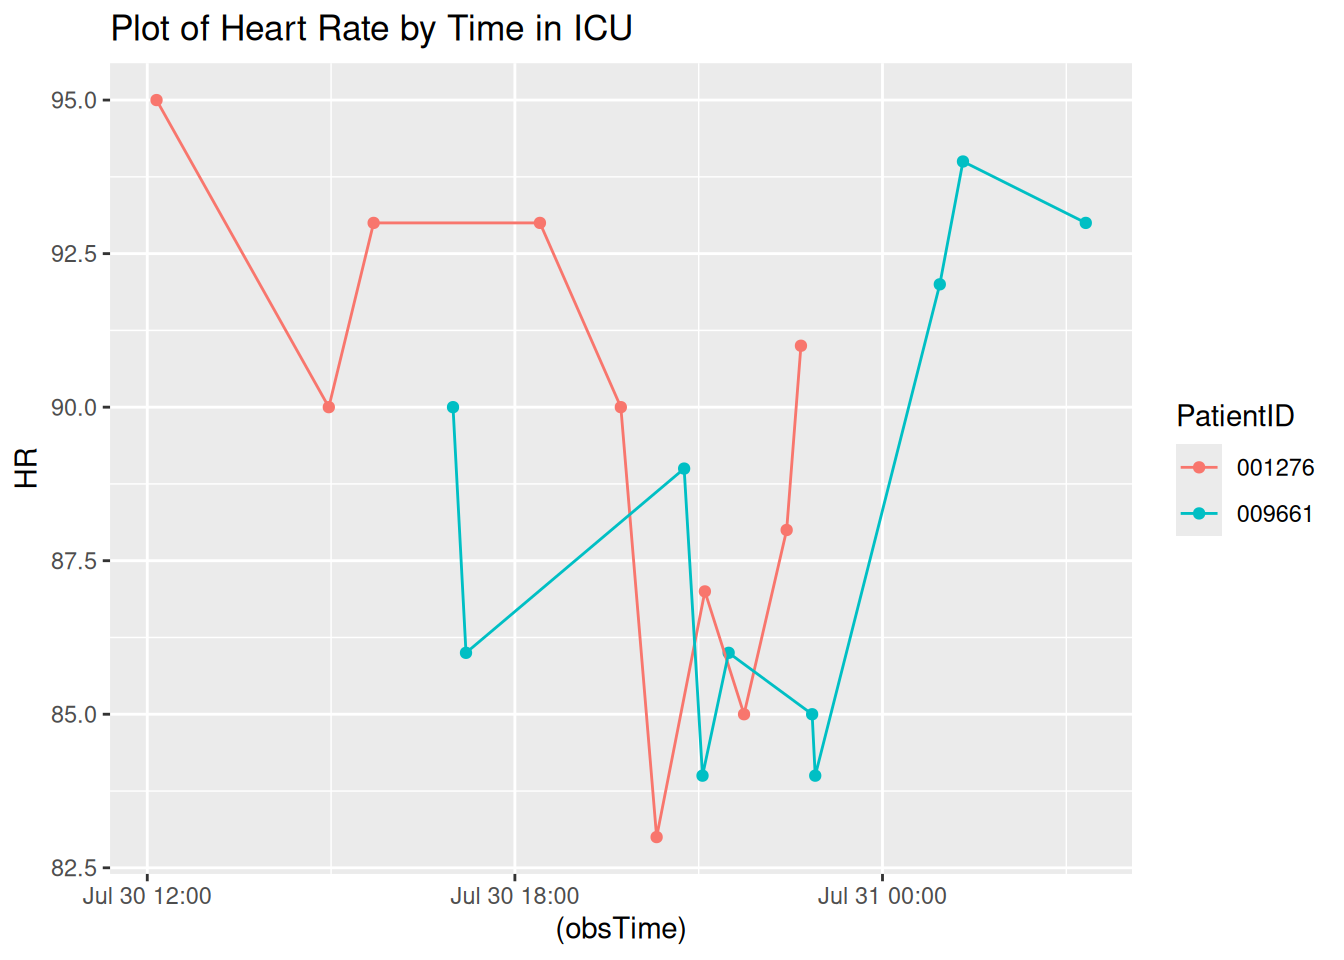 Plot of Heart Rate by Time in ICU
95.0
92.5
90.0
87.5
85.0
82.5
HR
Jul 30 12:00
Jul 30 18:00
Jul 31 00:00
(obsTime)
PatientID
001276
009661